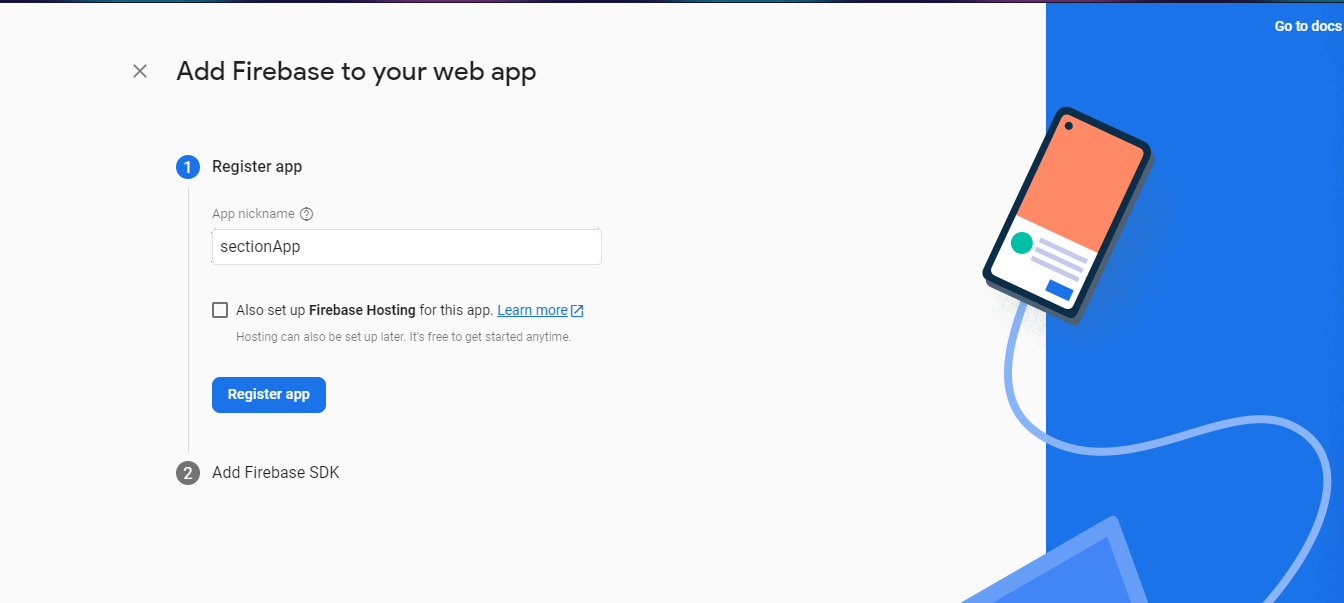 Go to docs
Add Firebase to your web app
1 Register app
App nickname
sectionApp
Also set up Firebase Hosting for this app. Learn more
Hosting can also be set up later. It's free to get started anytime.
Register app
2 Add Firebase SDK